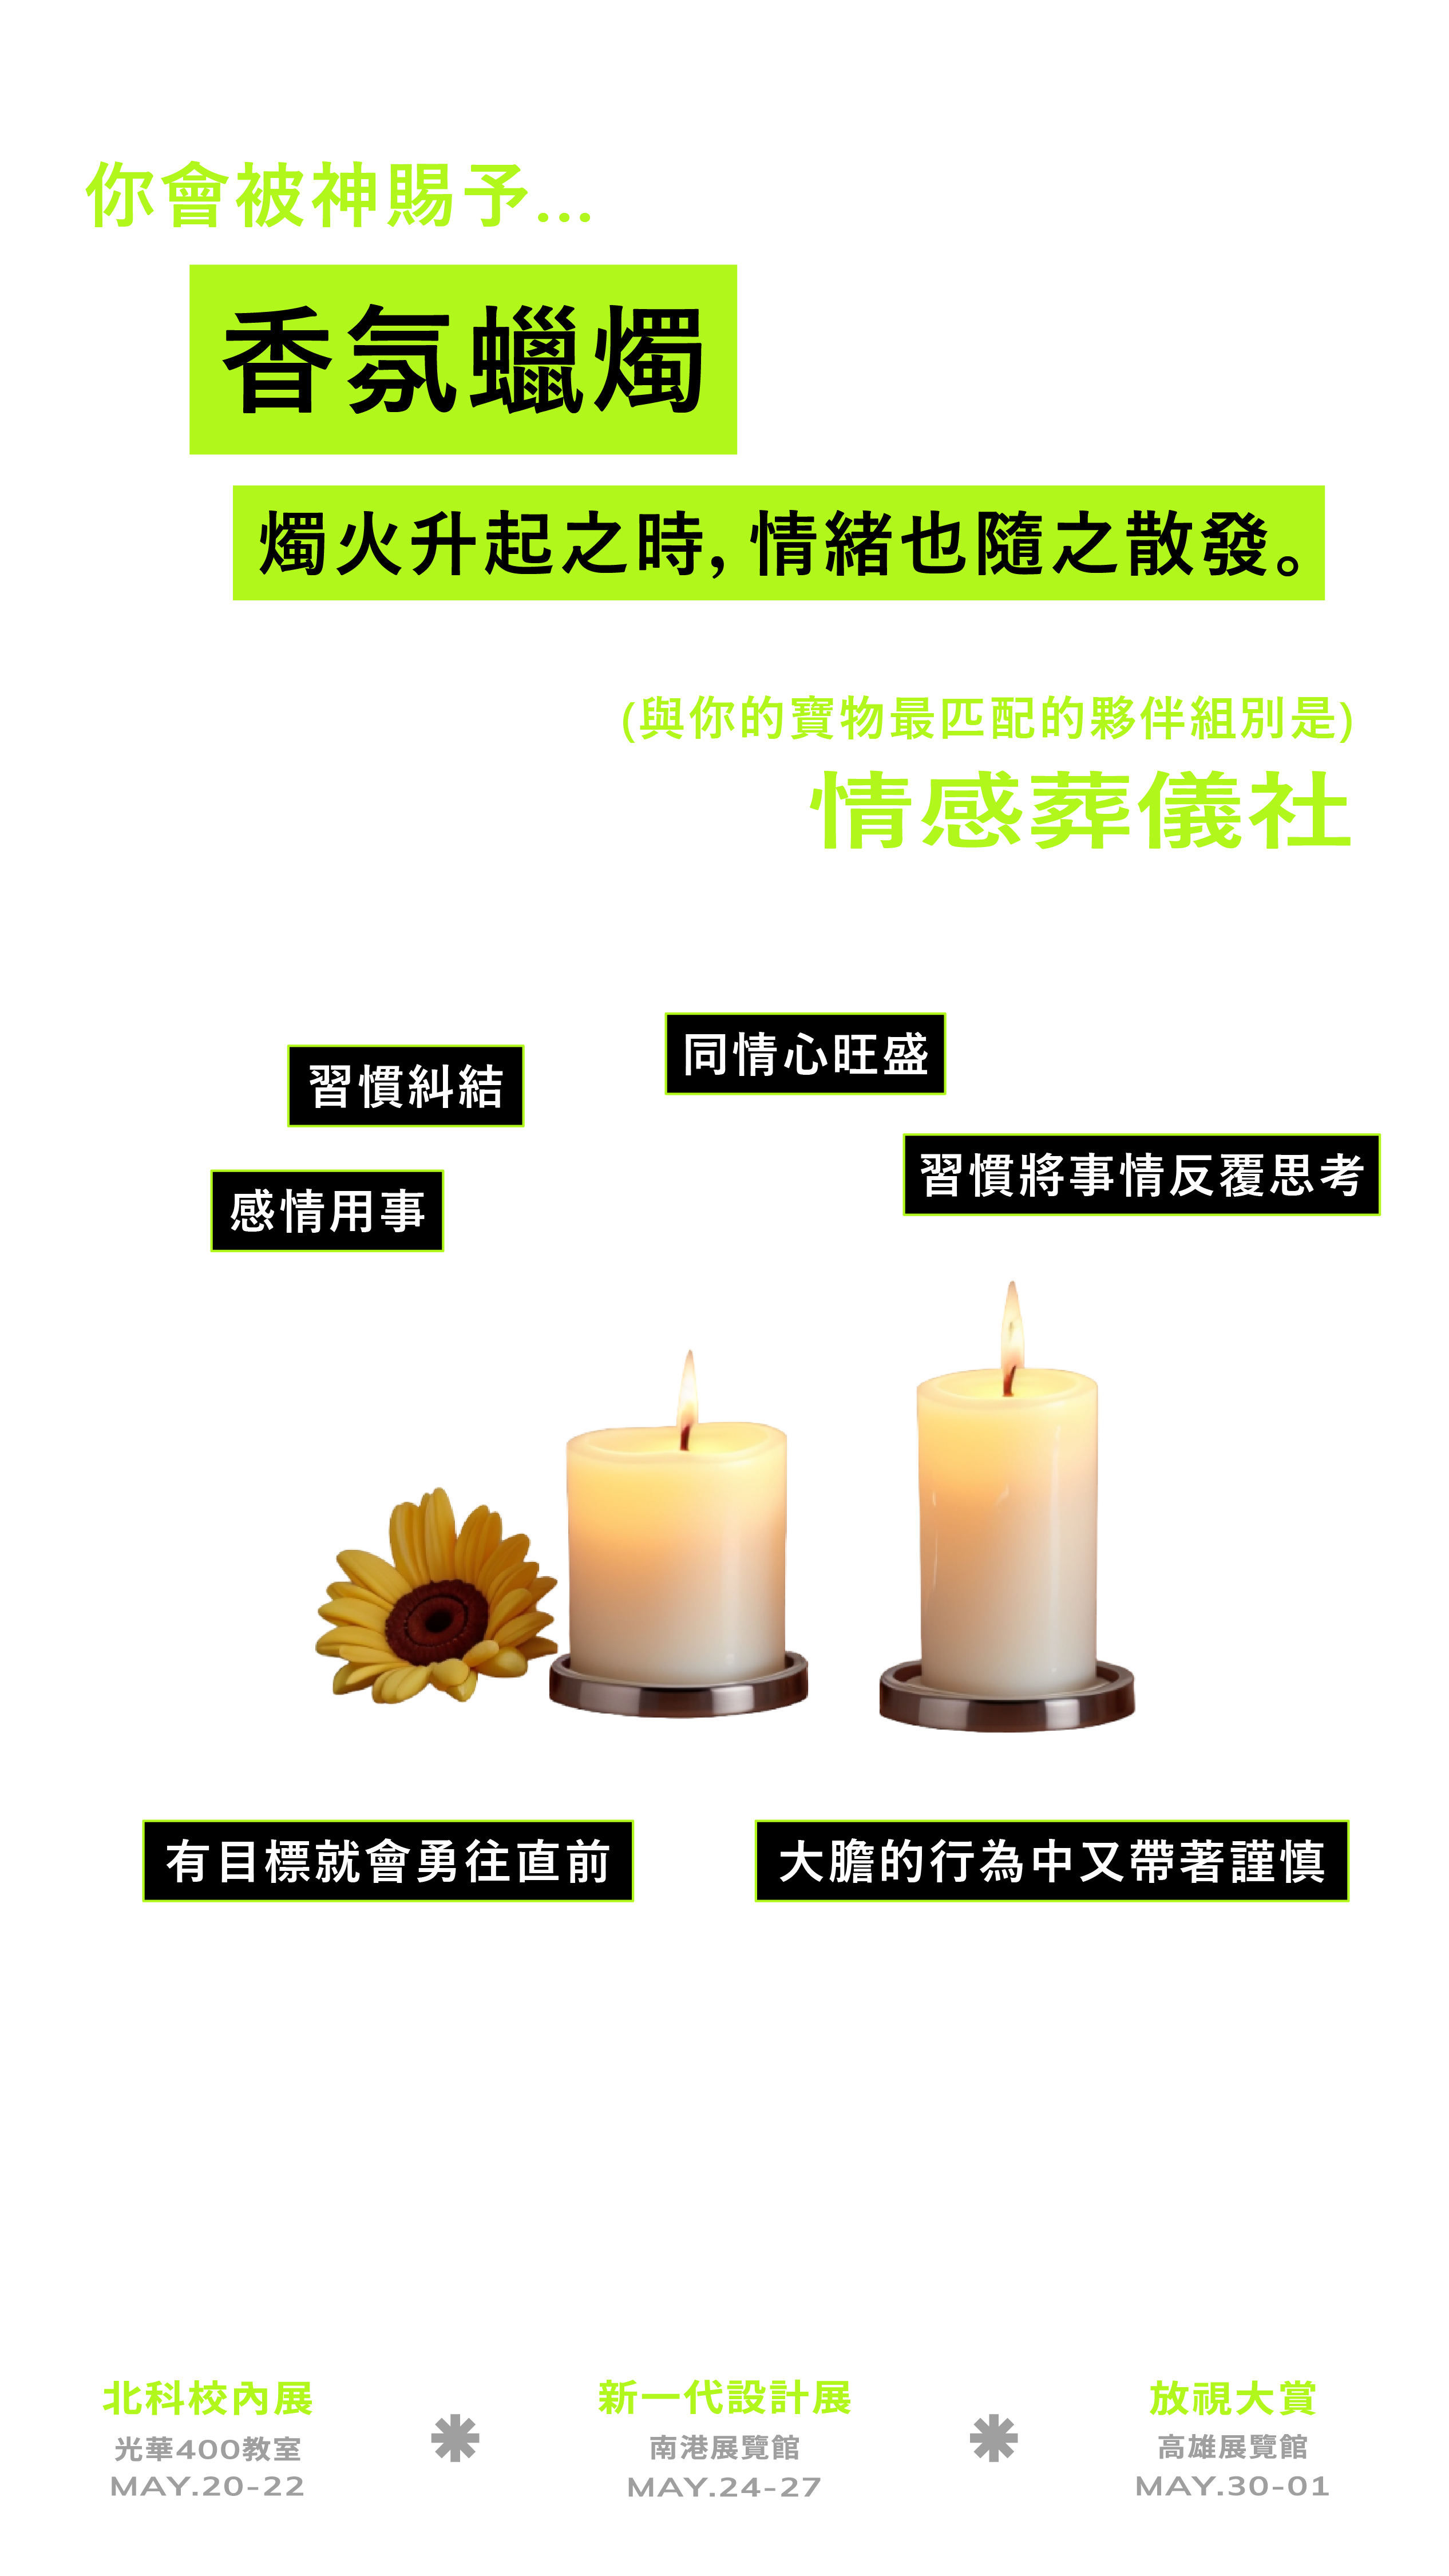 你會被神賜予...
香氛蠟燭
燭火升起之時，情緒也隨之散發。
(與你的寶物最匹配的夥伴組別是)
情感葬儀社
同情心旺盛
習慣糾結
習慣將事情反覆思考
感情用事
有目標就會勇往直前
大膽的行為中又帶著謹慎
北科校內展
光華400教室
MAY.20-22
新一代設計展
南港展覽館
MAY.24-27
放視大賞
高雄展覽館
MAY.30-01